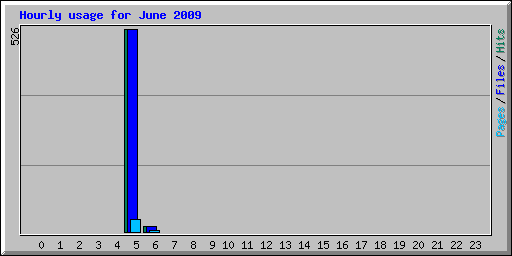 Hourly usage for June 2009
526
Pages/Files/Hits
0 1 2 3 4 5 6 7 8 9 10 11 12 13 14 15 16 17 18 19 20 21 22 23